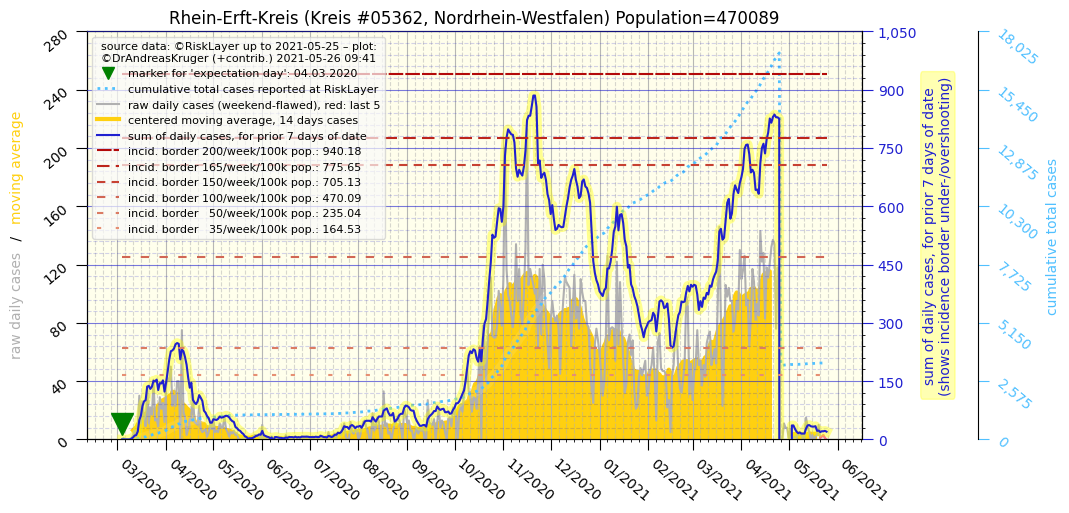 Rhein-Erft-Kreis (Kreis #05362, Nordrhein-Westfalen) Population=470089
source data: ©RiskLayer up to 2021-05-25 – plot:
©DrAndreasKruger (+contrib.) 2021-05-26 09:41
marker for 'expectation day': 04.03.2020
cumulative total cases reported at RiskLayer
raw daily cases (weekend-flawed), red: last 5
centered moving average, 14 days cases
sum of daily cases, for prior 7 days of date
incid. border 200/week/100k pop.: 940.18
incid. border 165/week/100k pop.: 775.65
incid. border 150/week/100k pop.: 705.13
incid. border 100/week/100k pop.: 470.09
incid. border 50/week/100k pop.: 235.04
incid. border 35/week/100k pop.: 164.53
raw daily cases / moving average
280
240
200
160
120
80
40
0
03/2020
04/2020
05/2020
06/2020
07/2020
08/2020
09/2020
10/2020
11/2020
12/2020
01/2021
02/2021
03/2021
04/2021
05/2021
06/2021
1,050
900
750
600
450
300
150
0
sum of daily cases, for prior 7 days of date
(shows incidence border under-/overshooting)
18,025
15,450
12,875
10,300
7,725
5,150
2,575
0
cumulative total cases